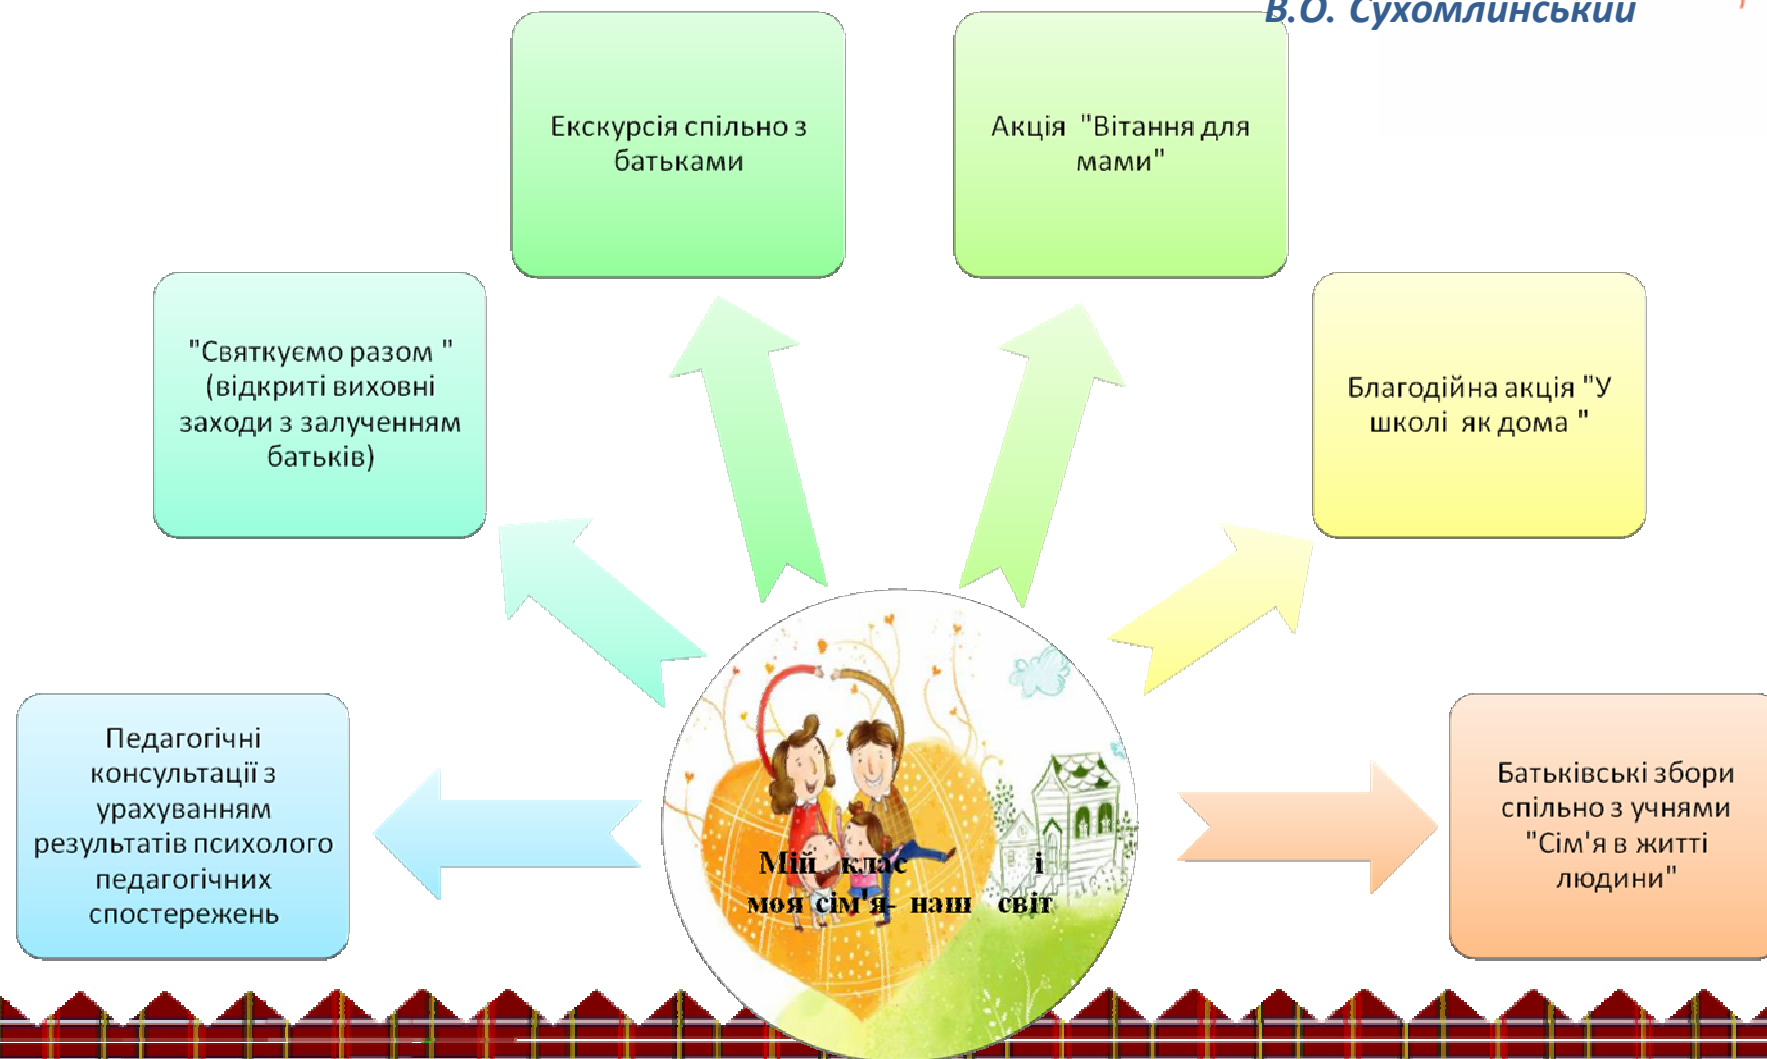 В.О. Сухомлинський
Екскурсія спільно з
батьками
Акція "Вітання для
мами"
"Святкуємо разом "
(відкриті виховні
заходи з залученням
батьків)
Благодійна акція "У
школі як дома "
Педагогічні
консультації з
урахуванням
результатів психолого
педагогічних
спостережень
Батьківські збори
спільно з учнями
"Сім'я в житті
людини"
Мій клас і
моя сім'я- наш світ